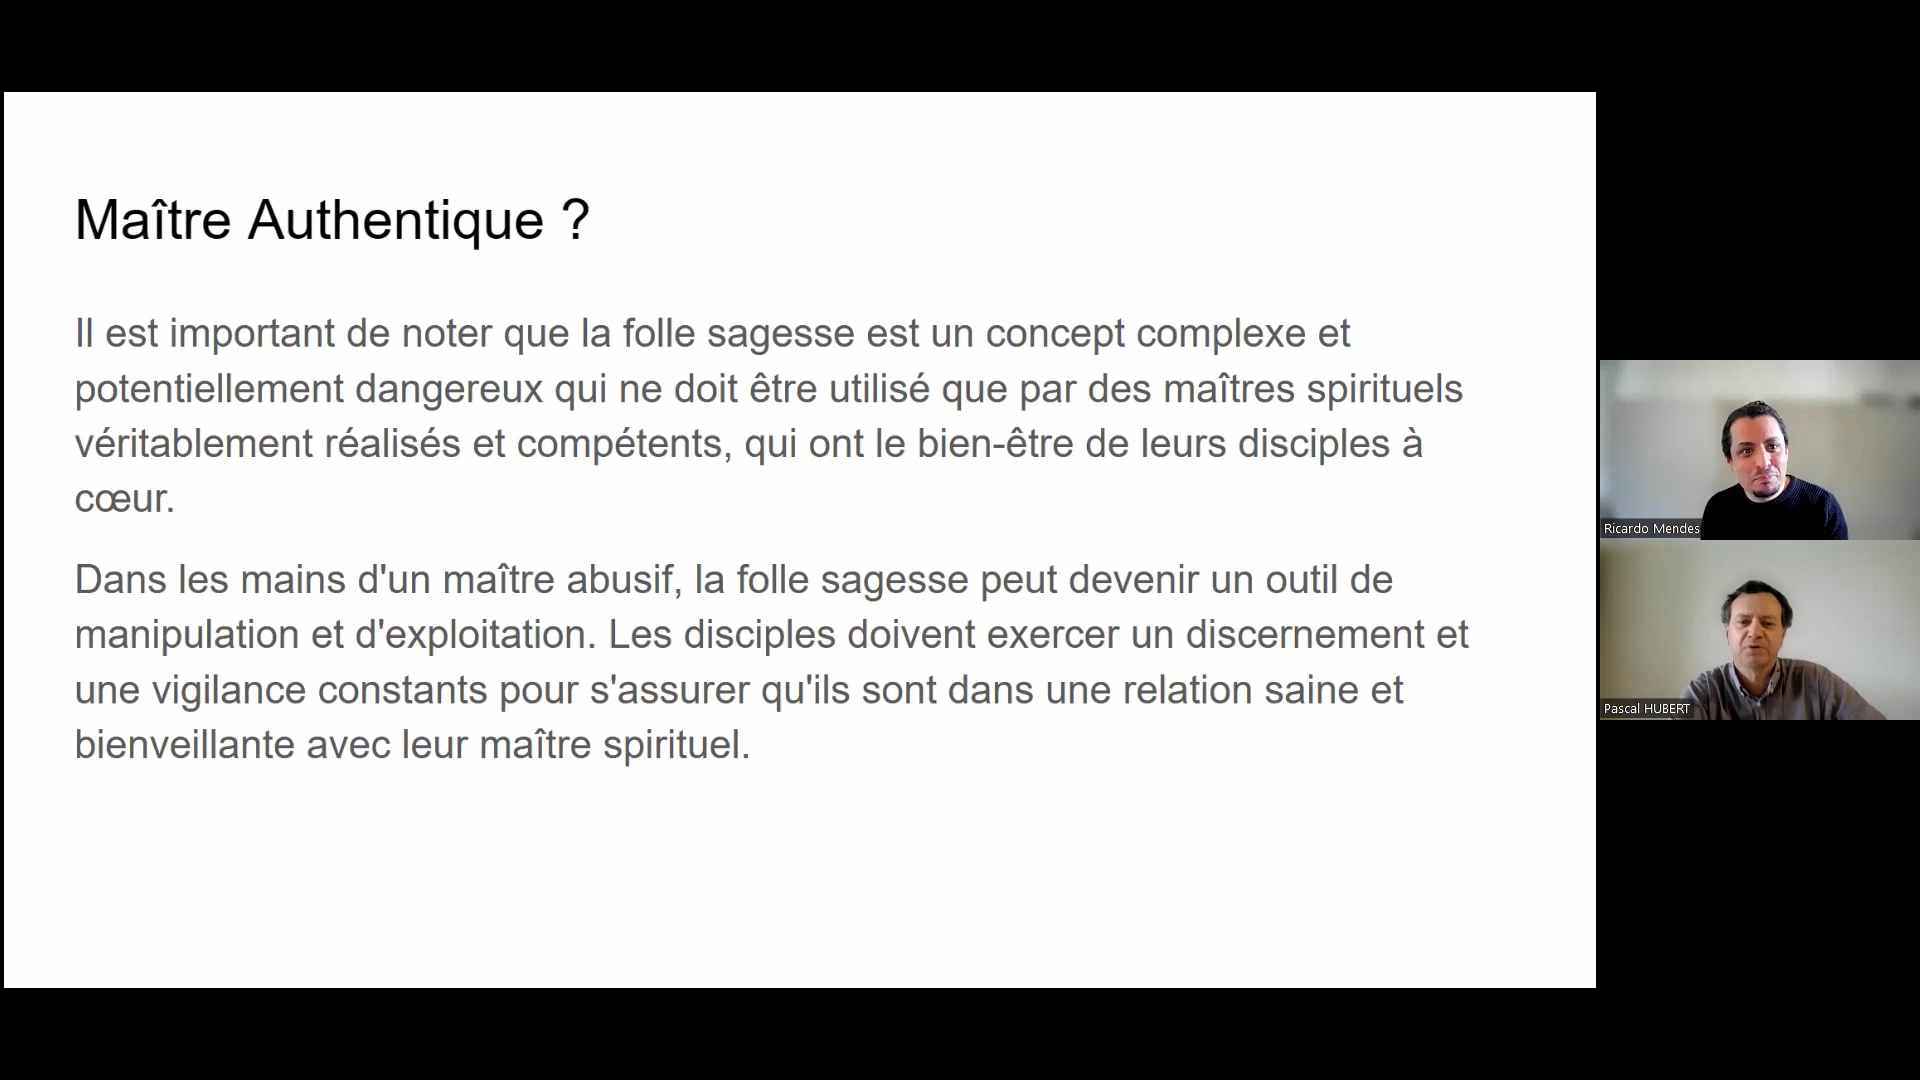 Maître Authentique ?
Il est important de noter que la folle sagesse est un concept complexe et
potentiellement dangereux qui ne doit être utilisé que par des maîtres spirituels
véritablement réalisés et compétents, qui ont le bien-être de leurs disciples à
cœur.
Dans les mains d'un maître abusif, la folle sagesse peut devenir un outil de
manipulation et d'exploitation. Les disciples doivent exercer un discernement et
une vigilance constants pour s'assurer qu'ils sont dans une relation saine et
bienveillante avec leur maître spirituel.
Ricardo Mendes
Pascal HUBERT